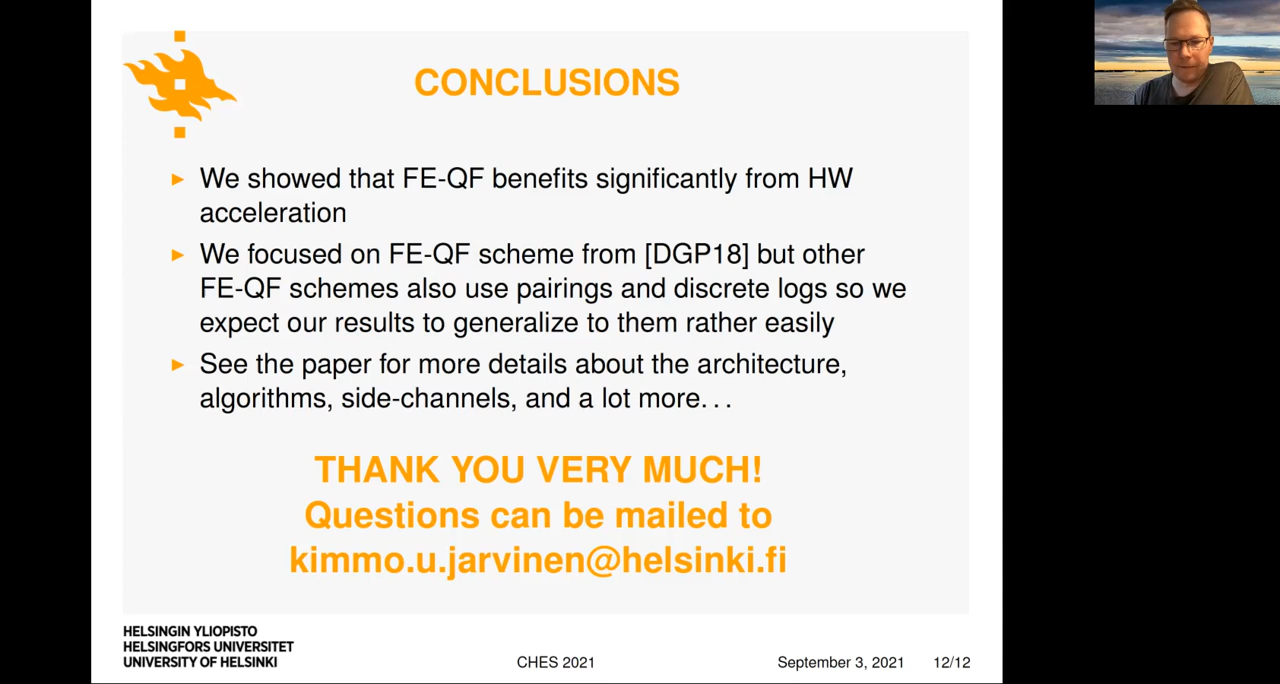 CONCLUSIONS
► We showed that FE-QF benefits significantly from HW
acceleration
► We focused on FE-QF scheme from [DGP18] but other
FE-QF schemes also use pairings and discrete logs so we
expect our results to generalize to them rather easily
► See the paper for more details about the architecture,
algorithms, side-channels, and a lot more...
THANK YOU VERY MUCH!
Questions can be mailed to
kimmo.u.jarvinen@helsinki.fi
HELSINGIN YLIOPISTO
HELSINGFORS UNIVERSITET
UNIVERSITY OF HELSINKI
CHES 2021
September 3, 2021 12/12